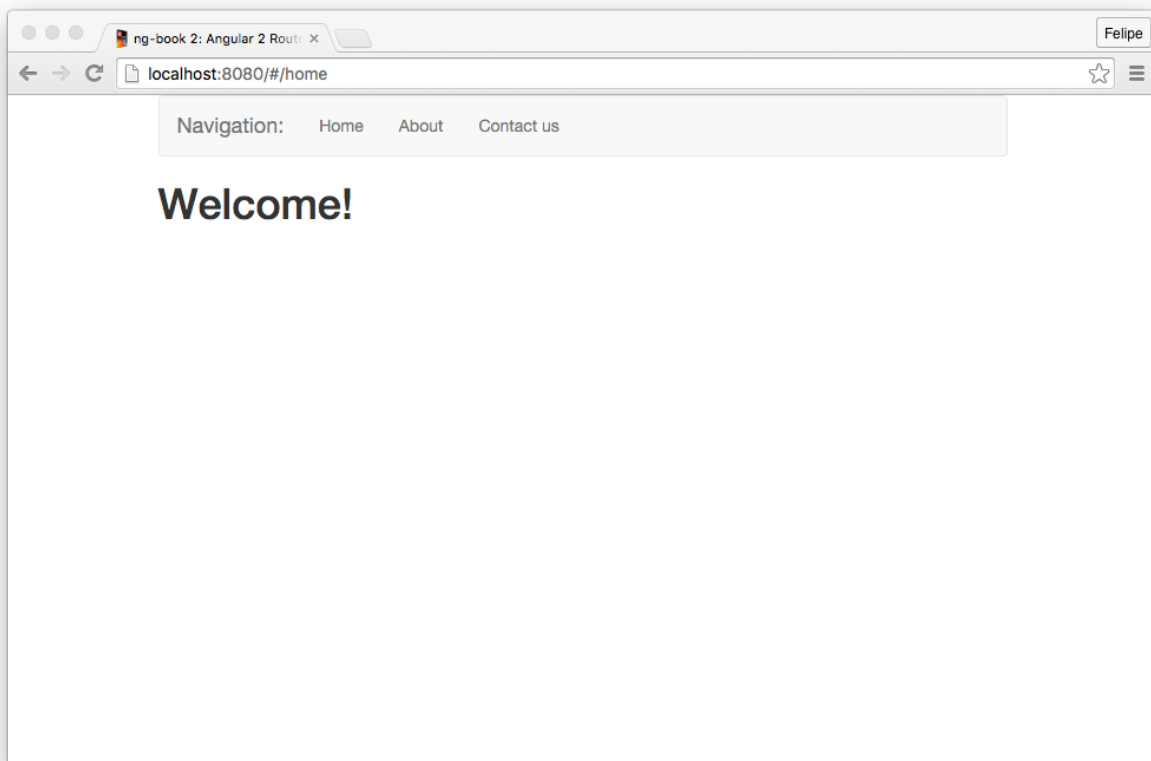 ng-book 2: Angular 2 Rout
Felipe
localhost:8080/#/home
Navigation: Home About Contact us
Welcome!